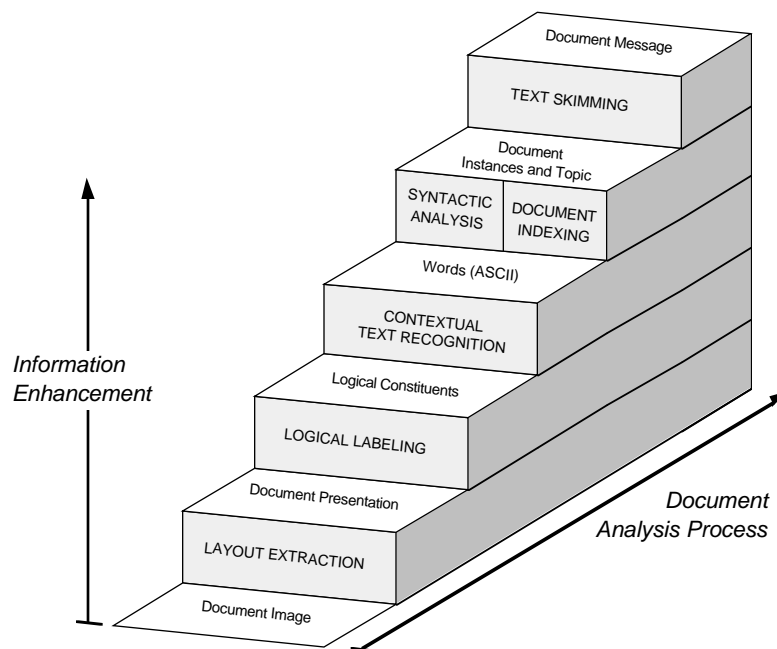 Document Message
TEXT SKIMMING
Document
Instances and Topic
SYNTACTIC
ANALYSIS
DOCUMENT
INDEXING
Words (ASCII)
CONTEXTUAL
TEXT RECOGNITION
Logical Constituents
LOGICAL LABELING
Document Presentation
LAYOUT EXTRACTION
Document Image
Information
Enhancement
Document
Analysis Process